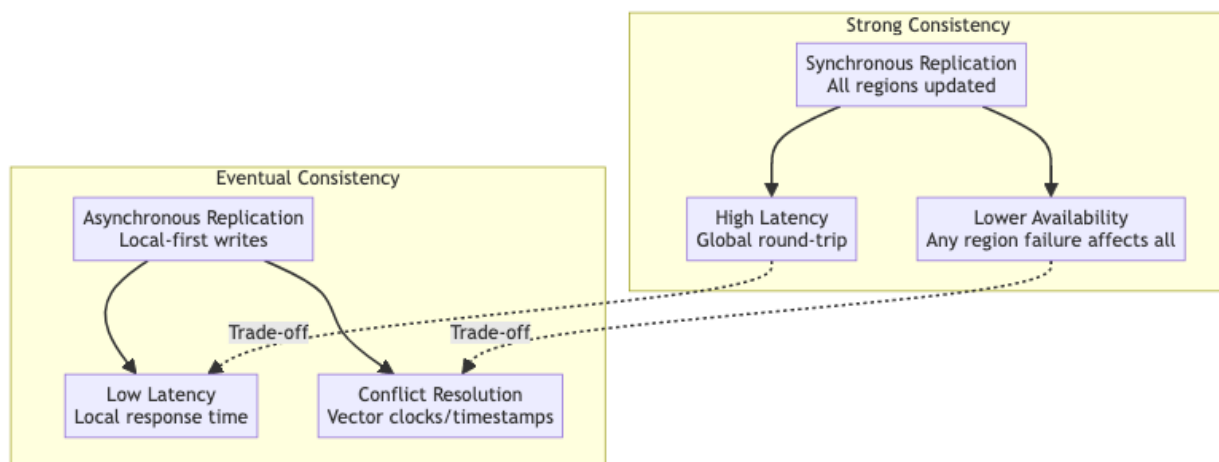 Strong Consistency
Synchronous Replication
All regions updated
High Latency
Global round-trip
Lower Availability
Any region failure affects all
Eventual Consistency
Asynchronous Replication
Local-first writes
Trade-off
Trade-off
Low Latency
Local response time
Conflict Resolution
Vector clocks/timestamps